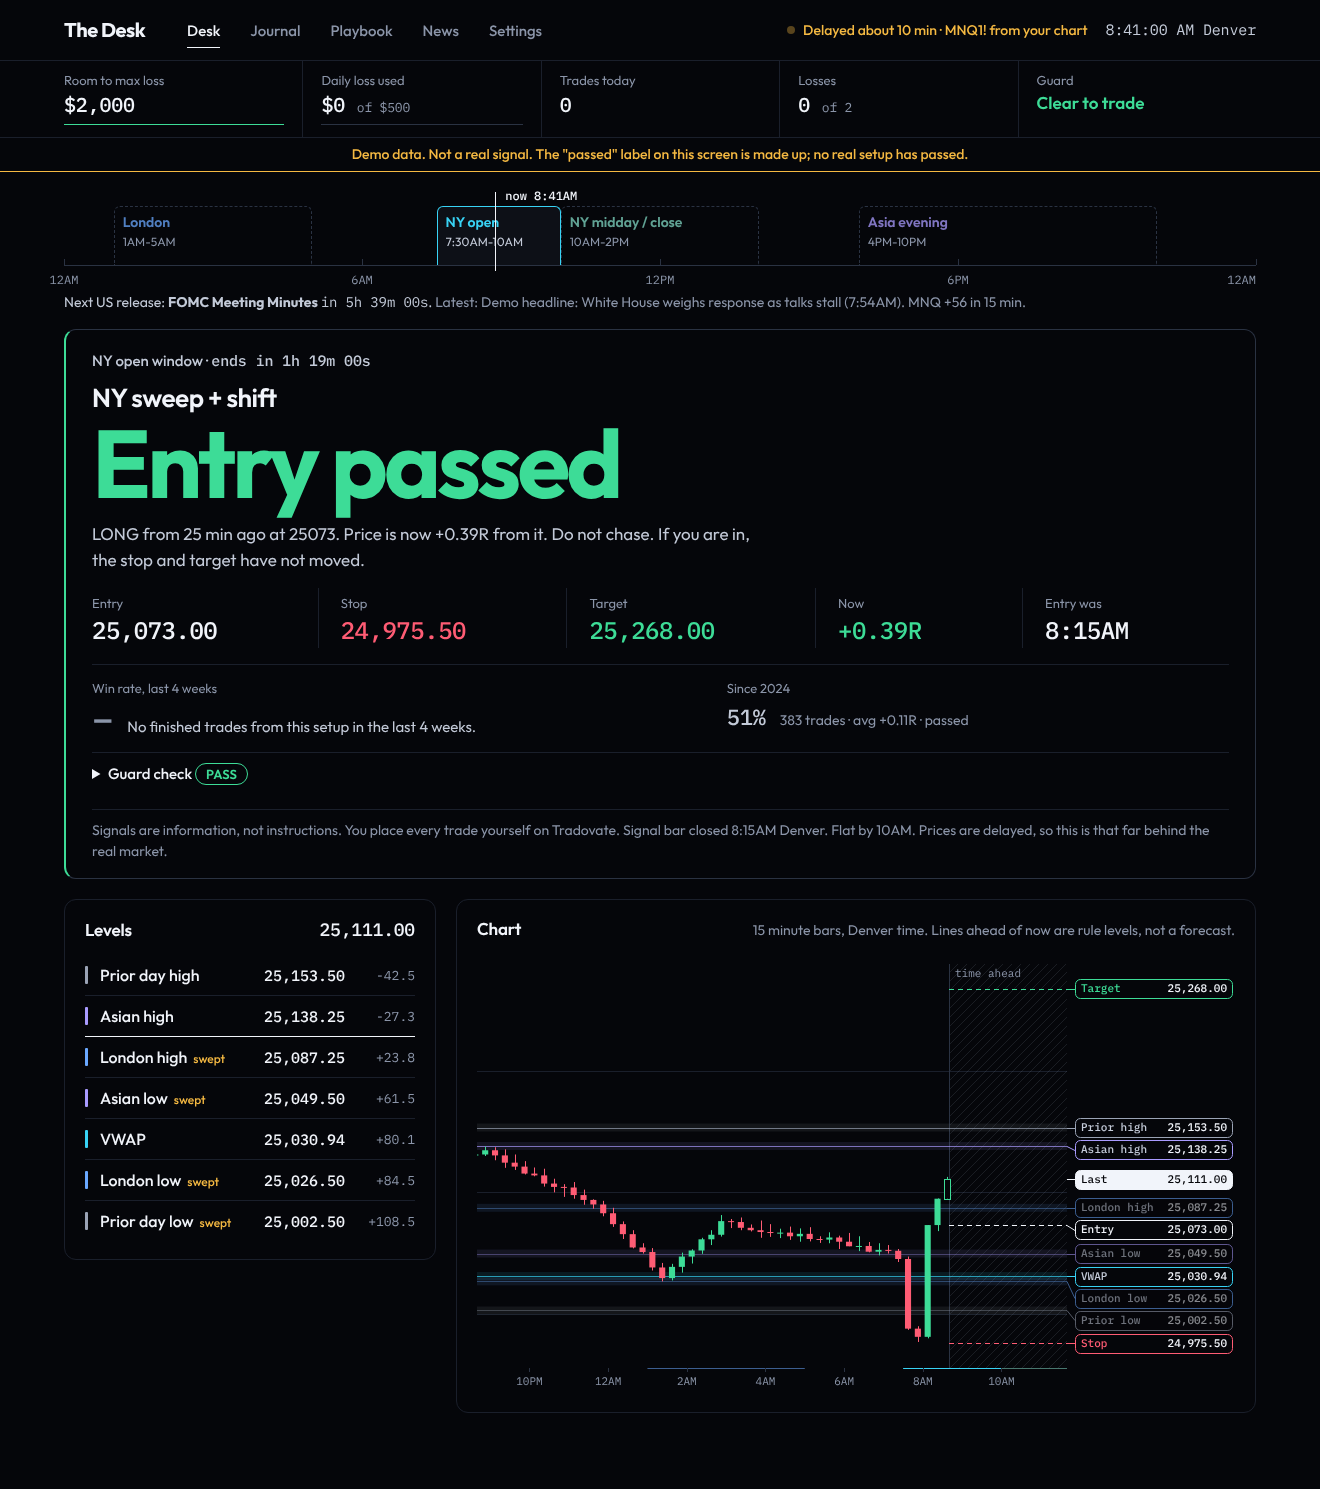 The Desk
Desk
Journal
Playbook
News
Settings
Delayed about 10 min · MNQ1! from your chart
8:41:00 AM Denver
Room to max loss
$2,000
Daily loss used
$0 of $500
Trades today
0
Losses
0 of 2
Guard
Clear to trade
Demo data. Not a real signal. The "passed" label on this screen is made up; no real setup has passed.
now 8:41AM
London
1AM-5AM
NY open
7:30AM-10AM
NY midday / close
10AM-2PM
Asia evening
4PM-10PM
12AM
6AM
12PM
6PM
12AM
Next US release: FOMC Meeting Minutes in 5h 39m 00s. Latest: Demo headline: White House weighs response as talks stall (7:54AM). MNQ +56 in 15 min.
NY open window · ends in 1h 19m 00s
NY sweep + shift
Entry passed
LONG from 25 min ago at 25073. Price is now +0.39R from it. Do not chase. If you are in,
the stop and target have not moved.
Entry
25,073.00
Stop
24,975.50
Target
25,268.00
Now
+0.39R
Entry was
8:15AM
Win rate, last 4 weeks
— No finished trades from this setup in the last 4 weeks.
Since 2024
51% 383 trades · avg +0.11R · passed
Guard check PASS
Signals are information, not instructions. You place every trade yourself on Tradovate. Signal bar closed 8:15AM Denver. Flat by 10AM. Prices are delayed, so this is that far behind the
real market.
Levels 25,111.00
Prior day high 25,153.50 -42.5
Asian high 25,138.25 -27.3
London high swept 25,087.25 +23.8
Asian low swept 25,049.50 +61.5
VWAP 25,030.94 +80.1
London low swept 25,026.50 +84.5
Prior day low swept 25,002.50 +108.5
Chart
15 minute bars, Denver time. Lines ahead of now are rule levels, not a forecast.
time ahead
Target 25,268.00
Prior high 25,153.50
Asian high 25,138.25
Last 25,111.00
London high 25,087.25
Entry 25,073.00
Asian low 25,049.50
VWAP 25,030.94
London low 25,026.50
Prior low 25,002.50
Stop 24,975.50
10PM
12AM
2AM
4AM
6AM
8AM
10AM